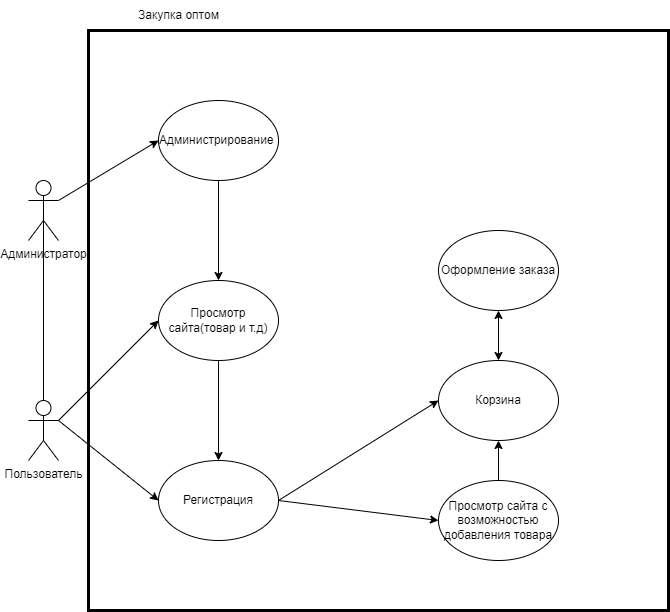 Закупка оптом
Администрирование
Администратор
Оформление заказа
Просмотр
сайта(товар и т.д)
Корзина
Пользователь
Регистрация
Просмотр сайта с
возможностью
добавления товара